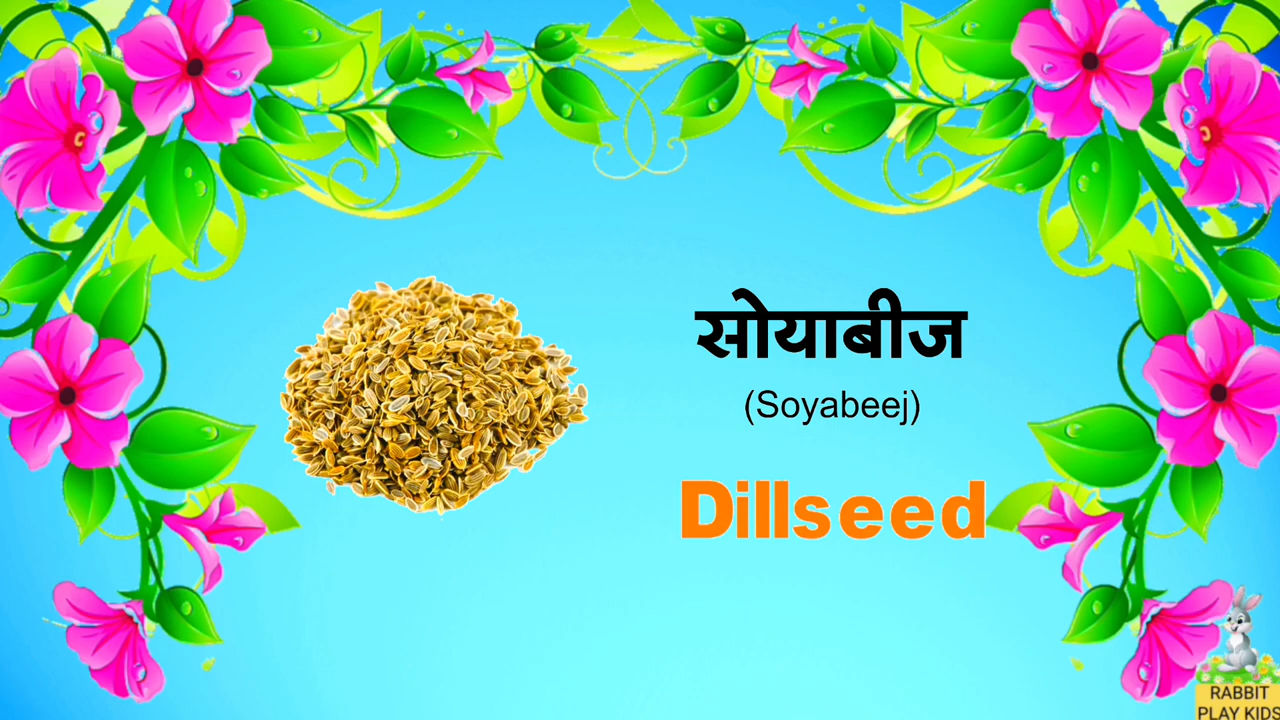 सोयाबीज
(Soyabeej)
Dillseed
RABBIT
PLAY KIDS